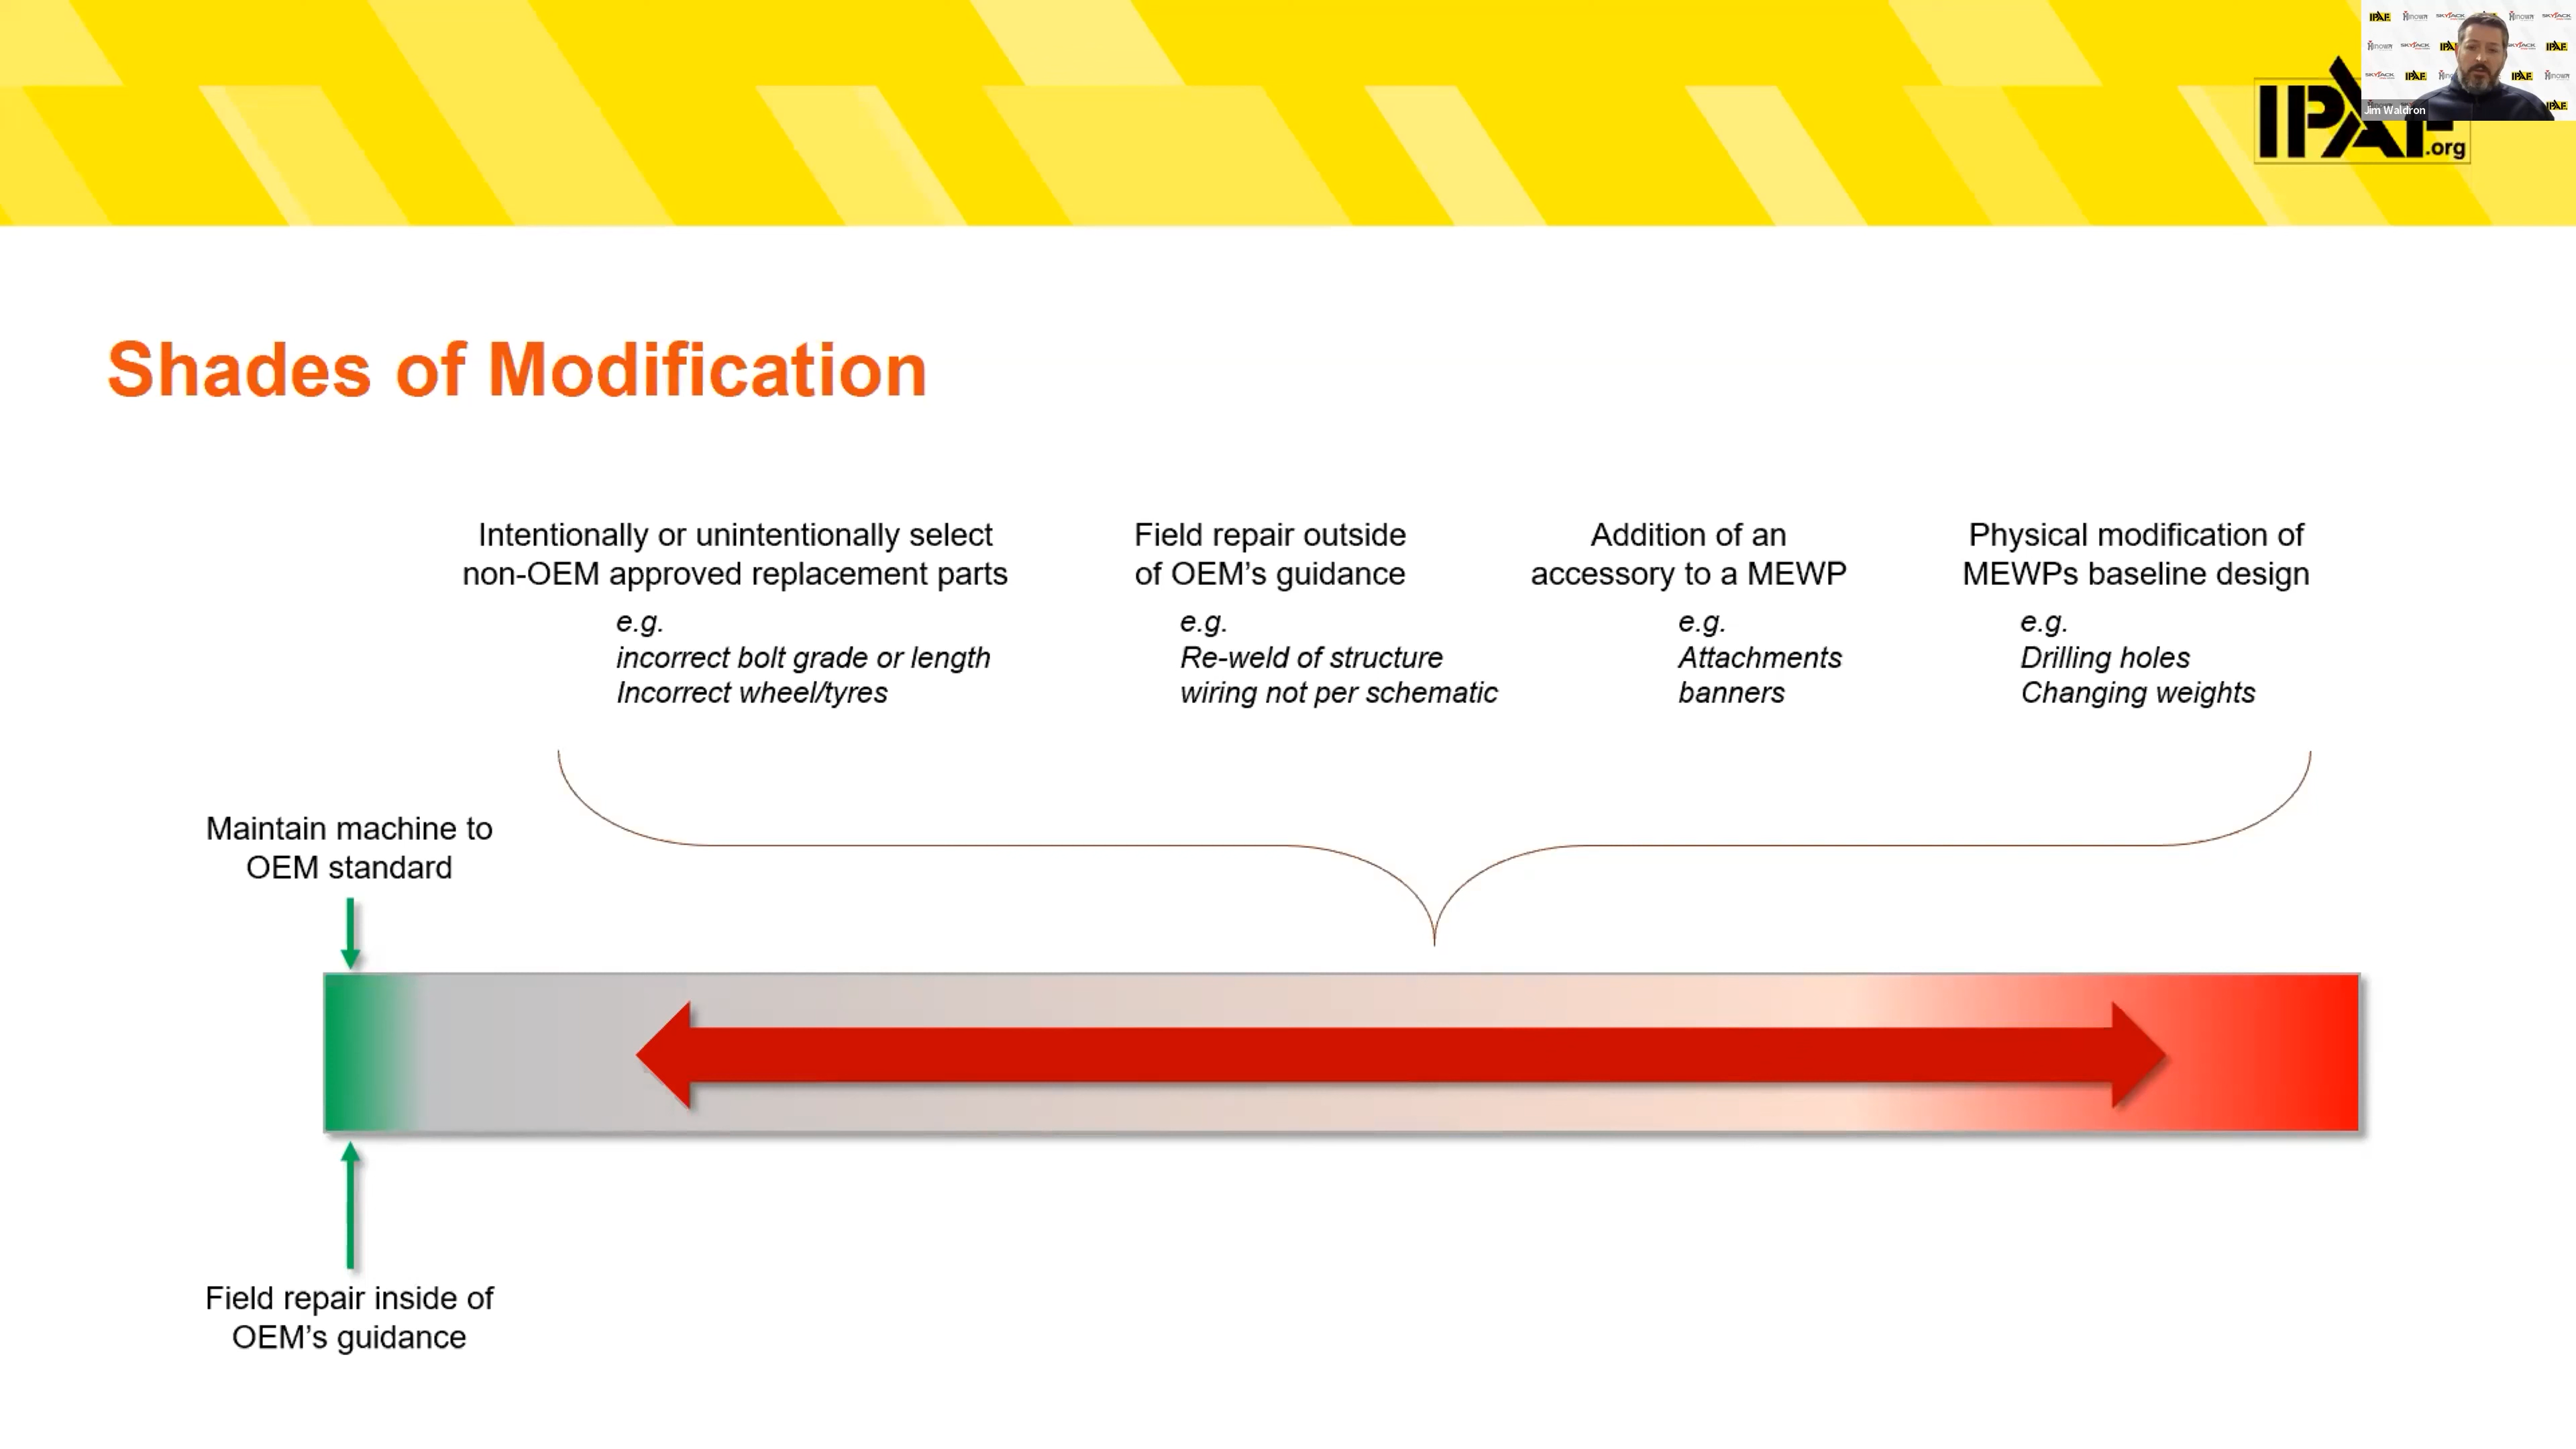 IPAF
.org
Jim Waldron
Shades of Modification
Intentionally or unintentionally select
non-OEM approved replacement parts
e.g.
incorrect bolt grade or length
Incorrect wheel/tyres
Field repair outside
of OEM’s guidance
e.g.
Re-weld of structure
wiring not per schematic
Addition of an
accessory to a MEWP
e.g.
Attachments
banners
Physical modification of
MEWPs baseline design
e.g.
Drilling holes
Changing weights
Maintain machine to
OEM standard
Field repair inside of
OEM’s guidance